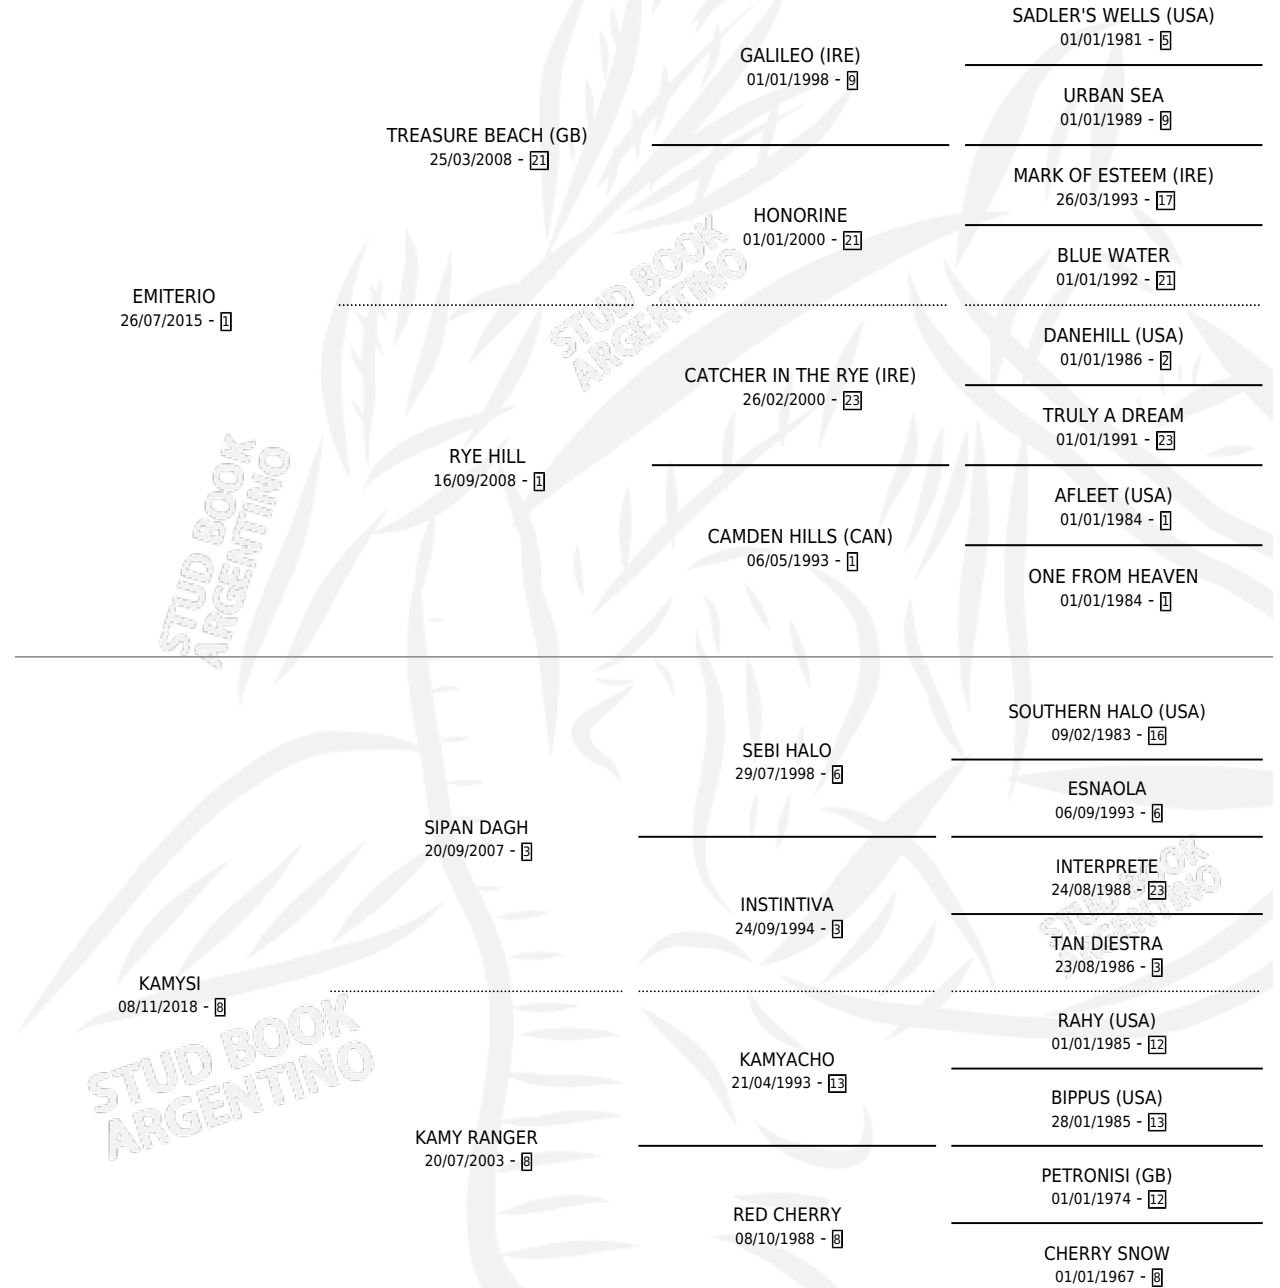 SADLER'S WELLS (USA)
01/01/1981 - 5
GALILEO (IRE)
01/01/1998 - 9
URBAN SEA
01/01/1989 - 9
TREASURE BEACH (GB)
25/03/2008 - 21
MARK OF ESTEEM (IRE)
26/03/1993 - 17
HONORINE
01/01/2000 - 21
BLUE WATER
01/01/1992 - 21
EMITERIO
26/07/2015 - 1
STUD BOOK
ARGENTINO
DANEHILL (USA)
01/01/1986 - 2
CATCHER IN THE RYE (IRE)
26/02/2000 - 23
TRULY A DREAM
01/01/1991 - 23
RYE HILL
16/09/2008 - 1
AFLEET (USA)
01/01/1984 - 1
CAMDEN HILLS (CAN)
06/05/1993 - 1
ONE FROM HEAVEN
01/01/1984 - 1
STUD BOOK
ARGENTINO
SOUTHERN HALO (USA)
09/02/1983 - 16
SEBI HALO
29/07/1998 - 6
ESNAOLA
06/09/1993 - 6
SIPAN DAGH
20/09/2007 - 3
INTERPRETE
24/08/1988 - 23
INSTINTIVA
24/09/1994 - 3
TAN DIESTRA
23/08/1986 - 3
STUD BOOK
ARGENTINO
KAMYSI
08/11/2018 - 8
RAHY (USA)
01/01/1985 - 12
KAMYACHO
21/04/1993 - 13
BIPPUS (USA)
28/01/1985 - 13
STUD BOOK
ARGENTINO
KAMY RANGER
20/07/2003 - 8
PETRONISI (GB)
01/01/1974 - 12
RED CHERRY
08/10/1988 - 8
CHERRY SNOW
01/01/1967 - 8